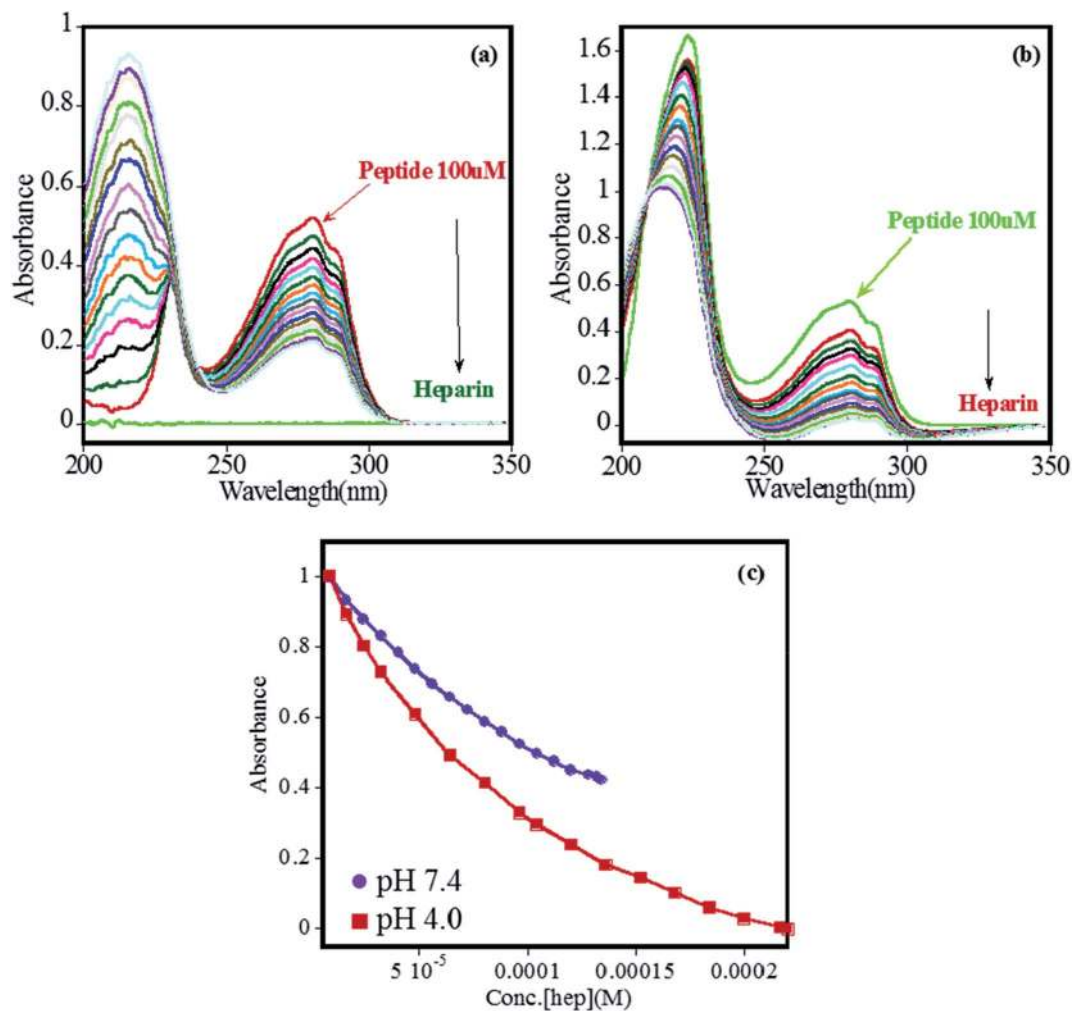 (a)
1
0.8
0.6
0.4
0.2
0
Absorbance
Peptide 100uM
Heparin
200 250 300 350
Wavelength(nm)
(b)
1.6
1.4
1.2
1
0.8
0.6
0.4
0.2
0
Absorbance
Peptide 100uM
Heparin
200 250 300 350
Wavelength(nm)
(c)
1
0.8
0.6
0.4
0.2
0
Absorbance
pH 7.4
pH 4.0
5 10⁻⁵ 0.0001 0.00015 0.0002
Conc.[hep](M)